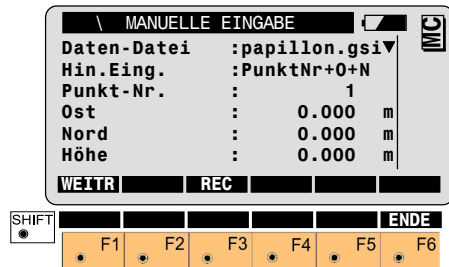 \ MANUELLE EINGABE
MC
Daten-Datei :papillon.gsi▼
Hin.Eing. :PunktNr+O+N
Punkt-Nr. : 1
Ost : 0.000 m
Nord : 0.000 m
Höhe : 0.000 m
WEITR REC
SHIFT ENDE
F1 F2 F3 F4 F5 F6